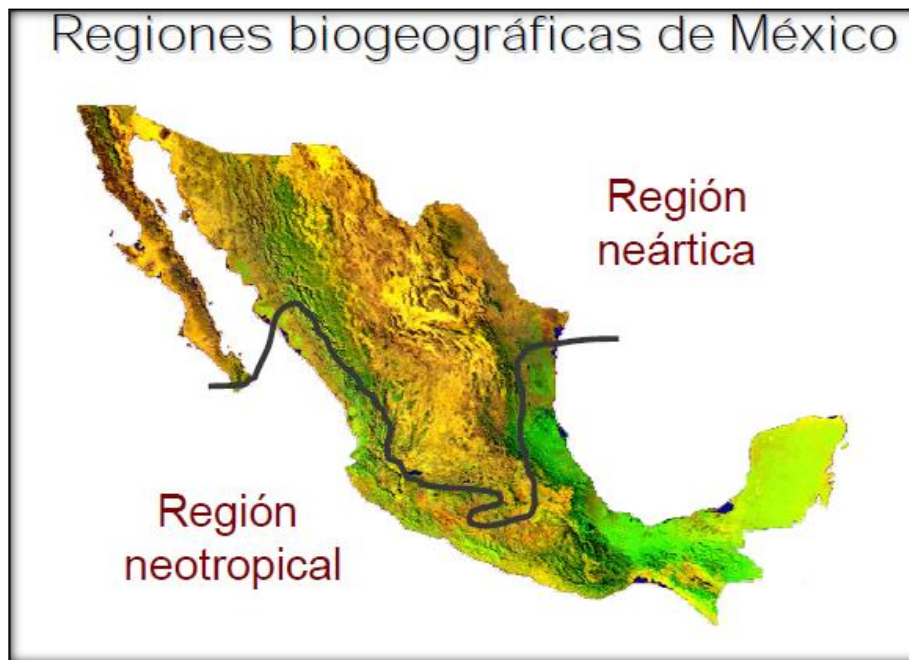 Regiones biogeográficas de México
Región
neártica
Región
neotropical